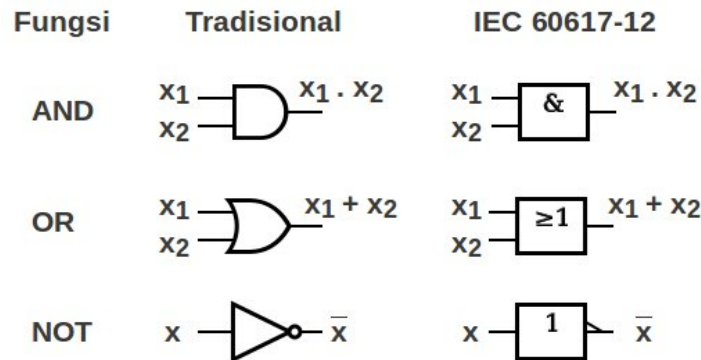 Fungsi Tradisional IEC 60617-12
AND x1 x2 x1 . x2 x1 x2 & x1 . x2
OR x1 x2 x1 + x2 x1 x2 ≥1 x1 + x2
NOT x x̅ x 1 x̅